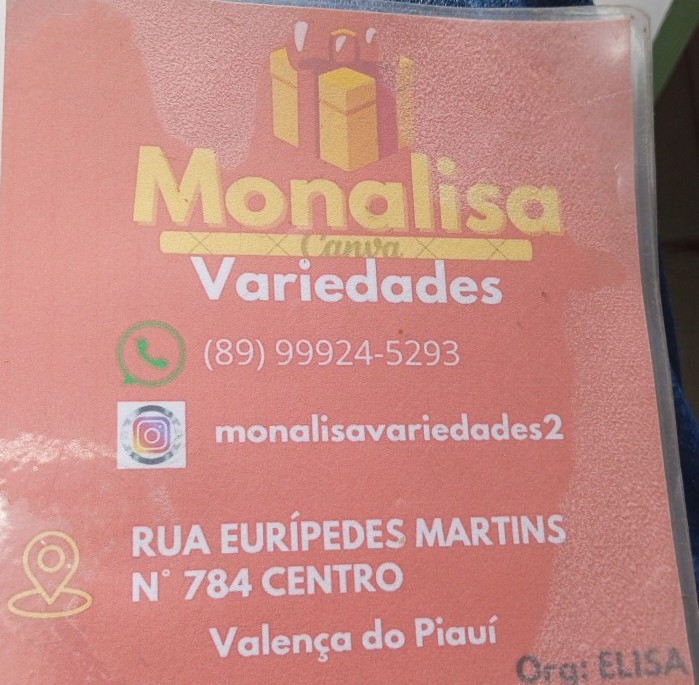 Monalisa
Canva
Variedades
(89) 99924-5293
monalisavariedades2
RUA EURÍPEDES MARTINS
N° 784 CENTRO
Valença do Piauí
Org: ELISA